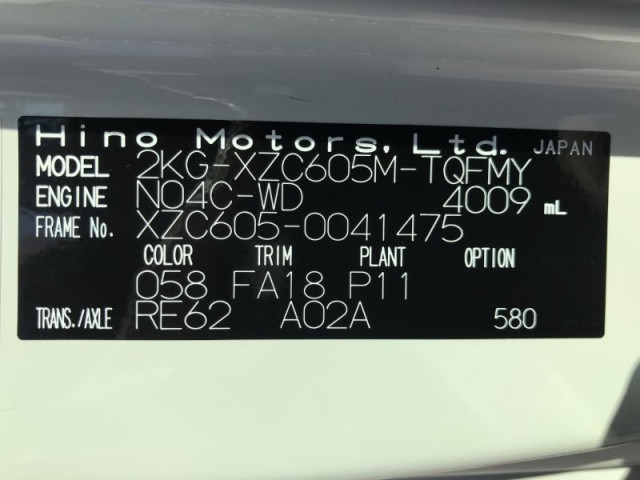 Hino Motors, Ltd. JAPAN
MODEL 2KG-XZC605M-TQFMY
ENGINE N04C-WD 4009 mL
FRAME No. XZC605-0041475
COLOR TRIM PLANT OPTION
058 FA18 P11
TRANS./AXLE RE62 A02A 580